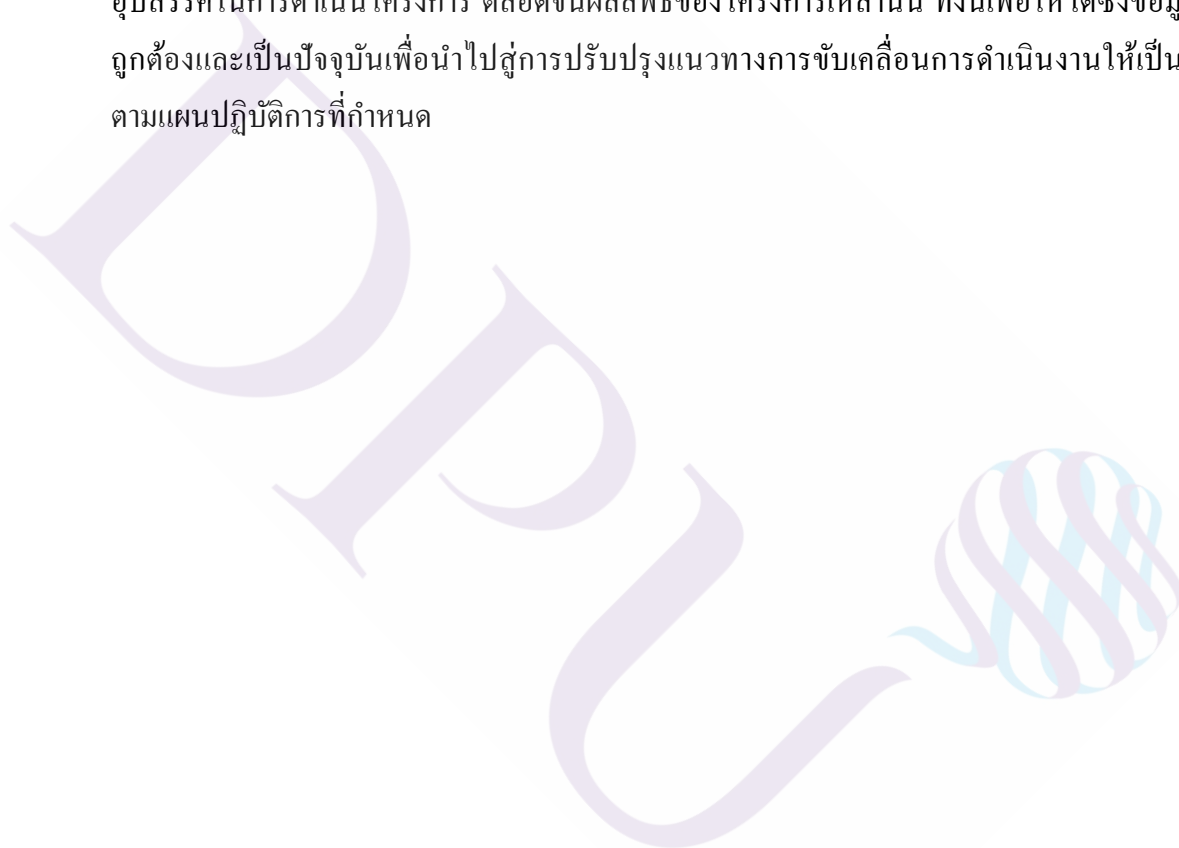 อุปสรรคในการดำเนินโครงการ ตลอดจนผลลัพธ์ของโครงการเหล่านั้น ทั้งนี้เพื่อให้ได้ซึ่งข้อมู
ถูกต้องและเป็นปัจจุบันเพื่อนำไปสู่การปรับปรุงแนวทางการขับเคลื่อนการดำเนินงานให้เป็น
ตามแผนปฏิบัติการที่กำหนด
DPU